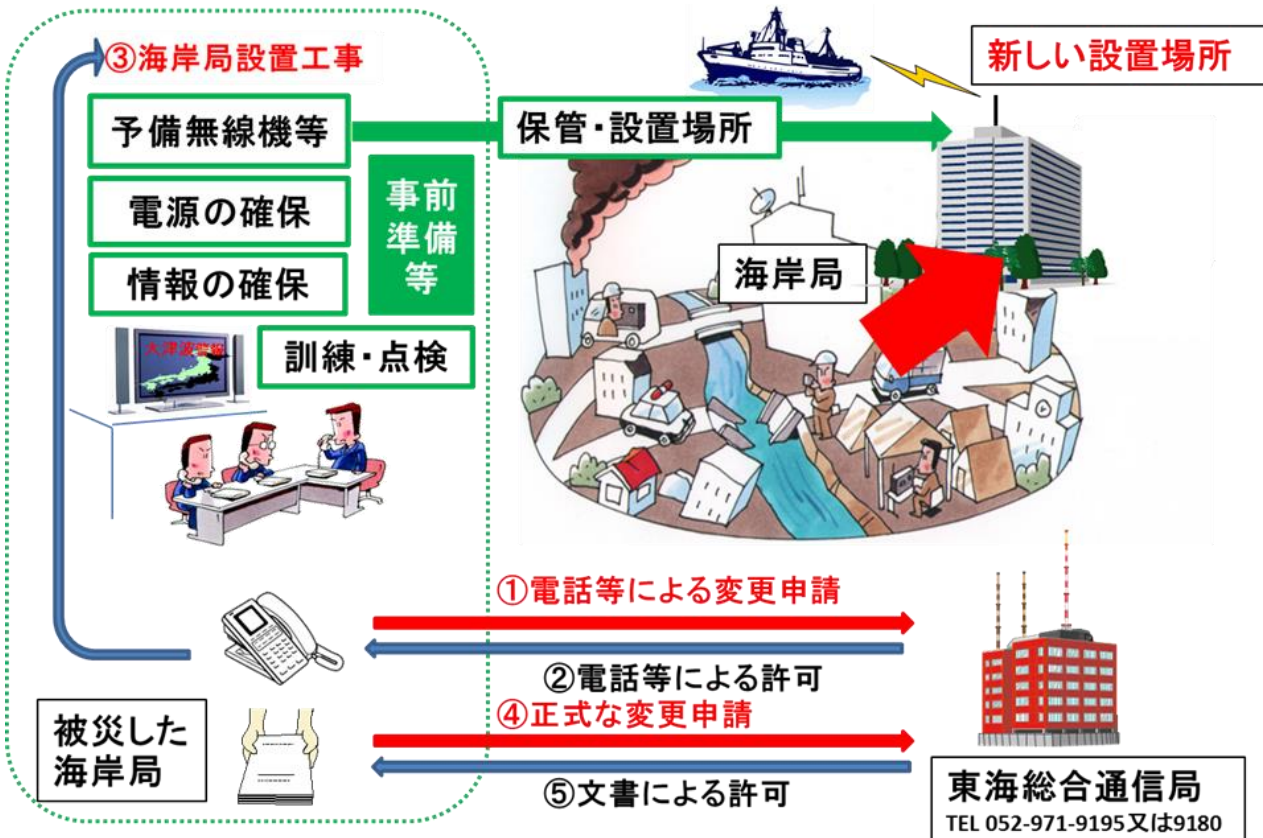 ③海岸局設置工事
新しい設置場所
予備無線機等
保管・設置場所
電源の確保
事前
準備
等
情報の確保
海岸局
大津波警報
訓練・点検
①電話等による変更申請
②電話等による許可
④正式な変更申請
被災した
海岸局
⑤文書による許可
東海総合通信局
TEL 052-971-9195又は9180